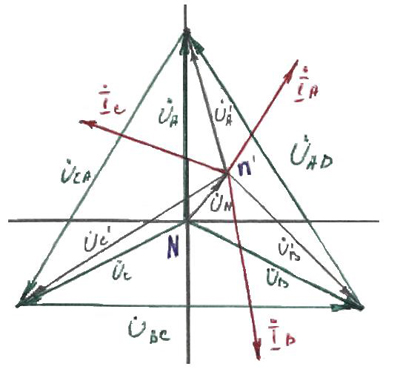 İ_A
İ_C
U̇_A
U̇_A'
U̇_AB
U̇_CA
n'
U̇_N
U̇_C'
N
U̇_B'
U̇_C
U̇_B
U̇_BC
İ_B